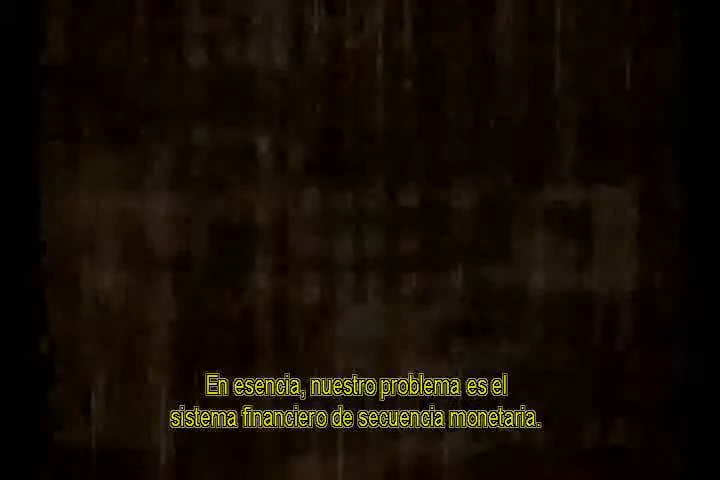 En esencia, nuestro problema es el
sistema financiero de secuencia monetaria.